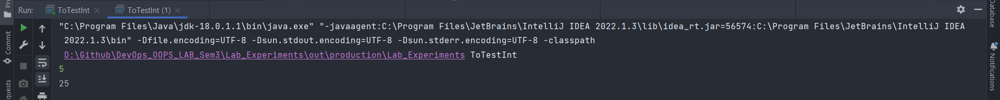 Run: ToTestInt ToTestInt (1)
"C:\Program Files\Java\jdk-18.0.1.1\bin\java.exe" "-javaagent:C:\Program Files\JetBrains\IntelliJ IDEA 2022.1.3\lib\idea_rt.jar=56574:C:\Program Files\JetBrains\IntelliJ IDEA
2022.1.3\bin" -Dfile.encoding=UTF-8 -Dsun.stdout.encoding=UTF-8 -Dsun.stderr.encoding=UTF-8 -classpath
D:\Github\DevOps_OOPS_LAB_Sem3\Lab_Experiments\out\production\Lab_Experiments ToTestInt
5
25
Commit
Database
Notifications